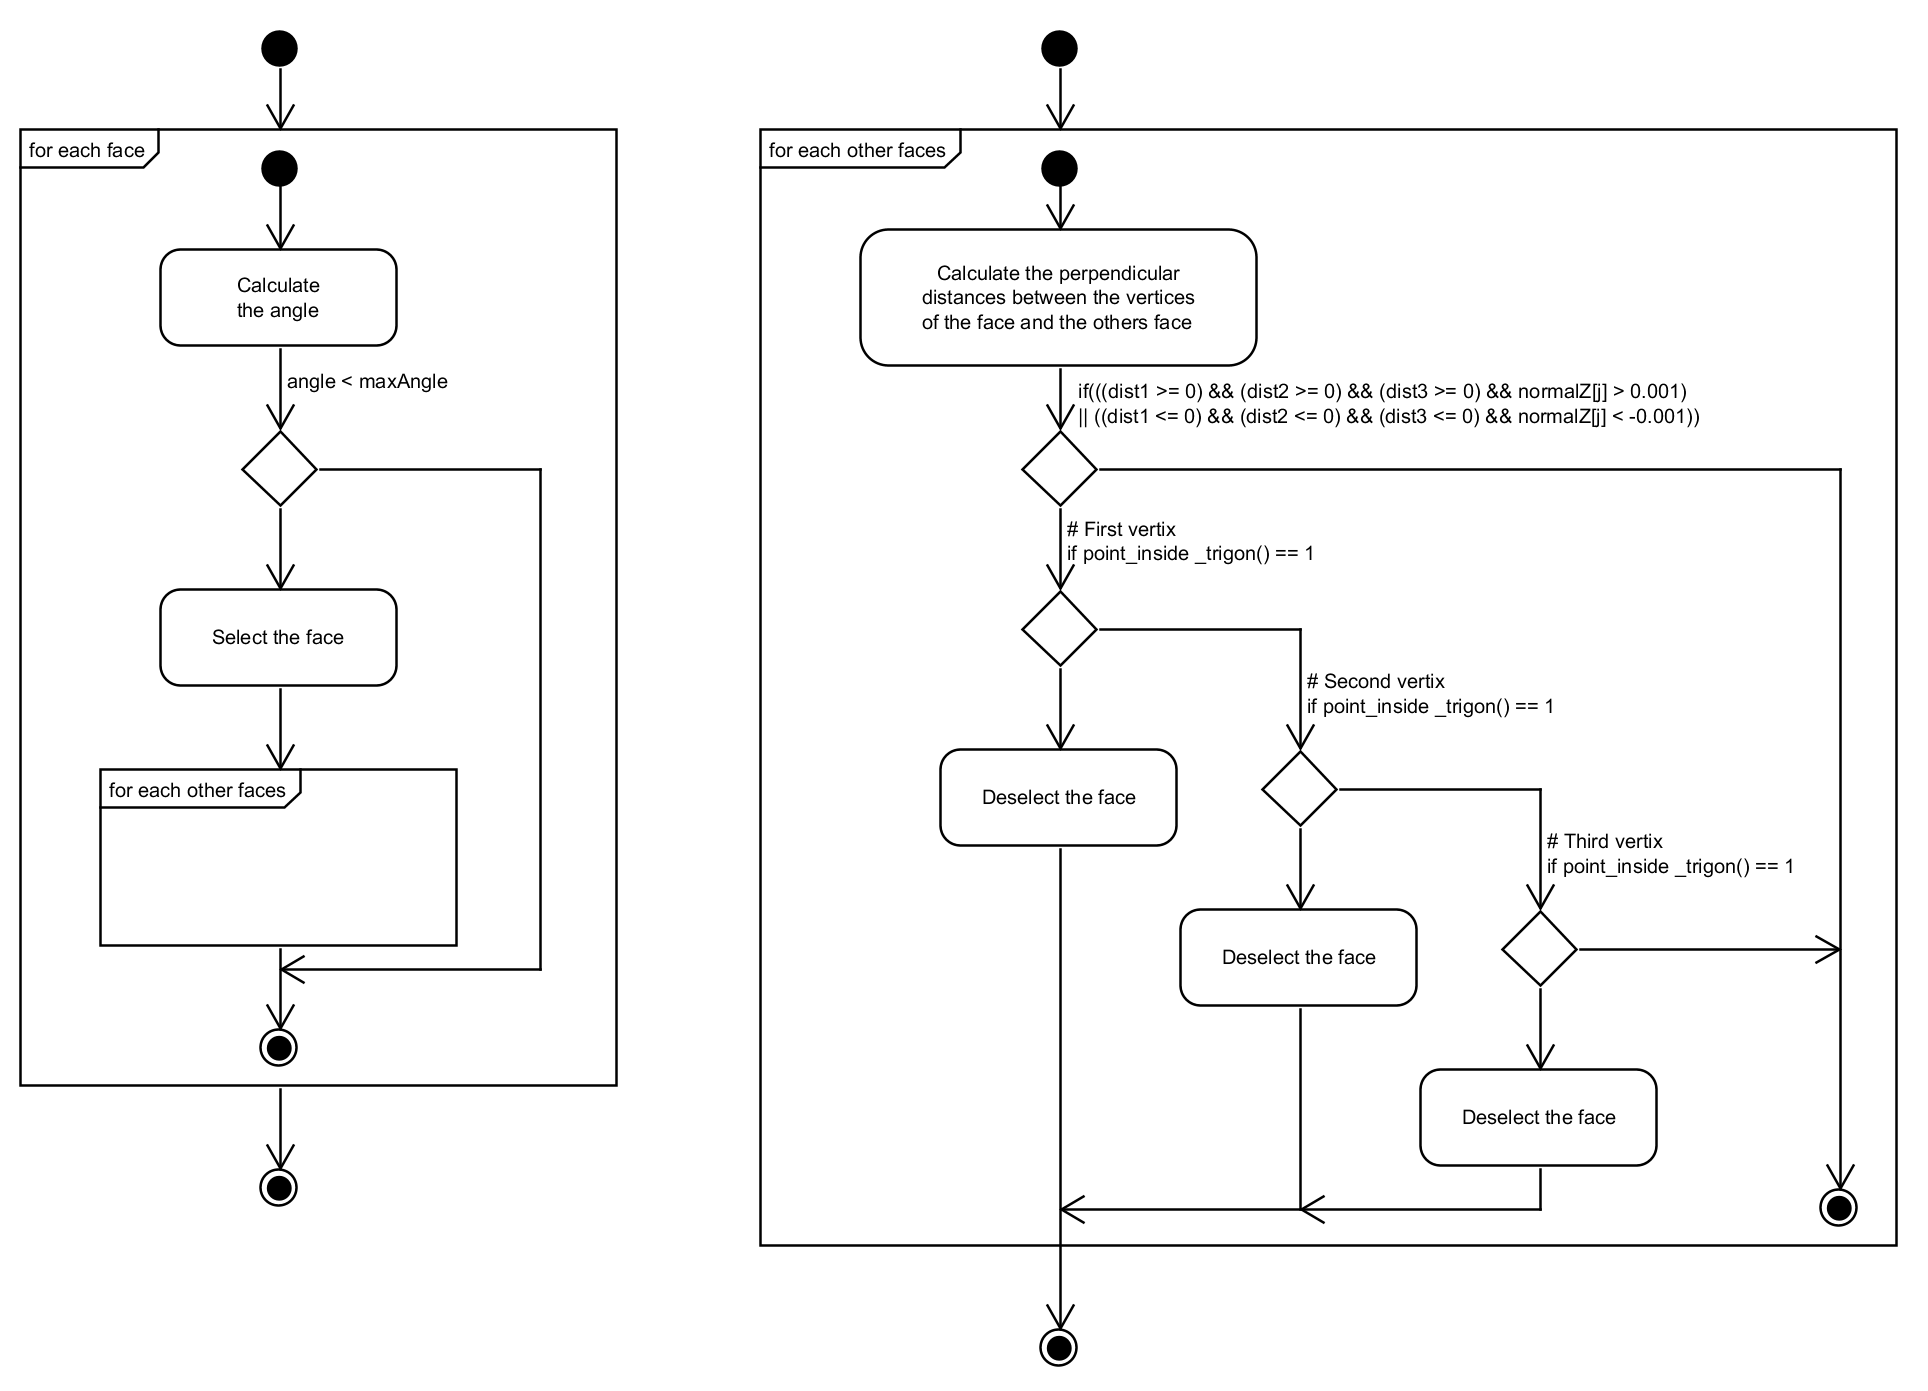 for each face
Calculate
the angle
angle < maxAngle
Select the face
for each other faces
for each other faces
Calculate the perpendicular
distances between the vertices
of the face and the others face
if(((dist1 >= 0) && (dist2 >= 0) && (dist3 >= 0) && normalZ[j] > 0.001)
|| ((dist1 <= 0) && (dist2 <= 0) && (dist3 <= 0) && normalZ[j] < -0.001))
# First vertix
if point_inside _trigon() == 1
# Second vertix
if point_inside _trigon() == 1
Deselect the face
# Third vertix
if point_inside _trigon() == 1
Deselect the face
Deselect the face